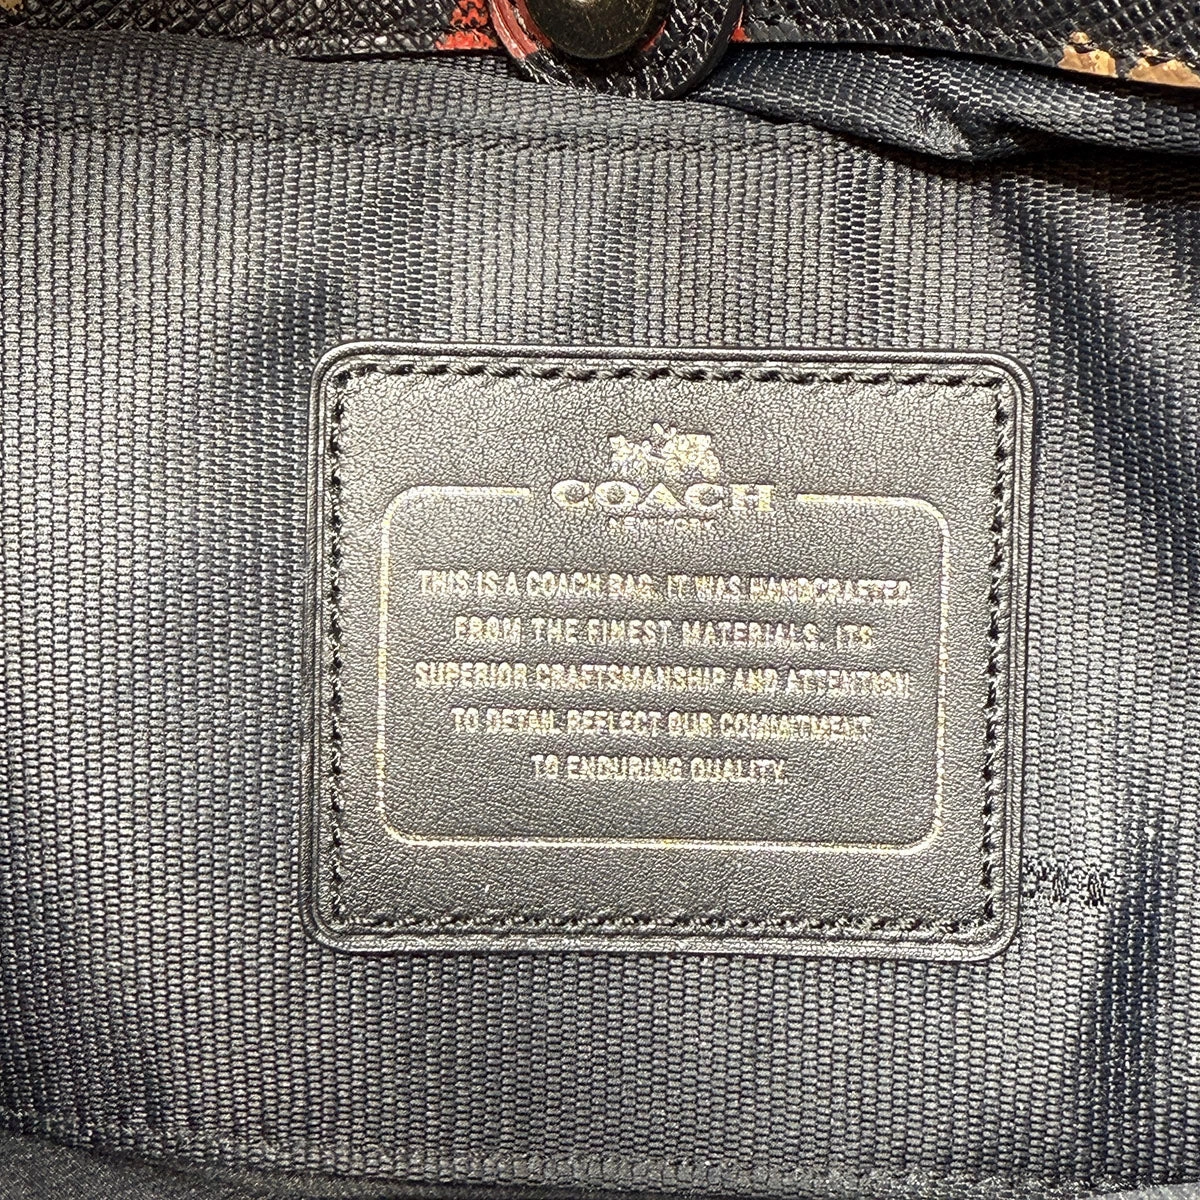 COACH
NEW YORK
THIS IS A COACH BAG. IT WAS HANDCRAFTED
FROM THE FINEST MATERIALS. ITS
SUPERIOR CRAFTSMANSHIP AND ATTENTION
TO DETAIL REFLECT OUR COMMITMENT
TO ENDURING QUALITY.